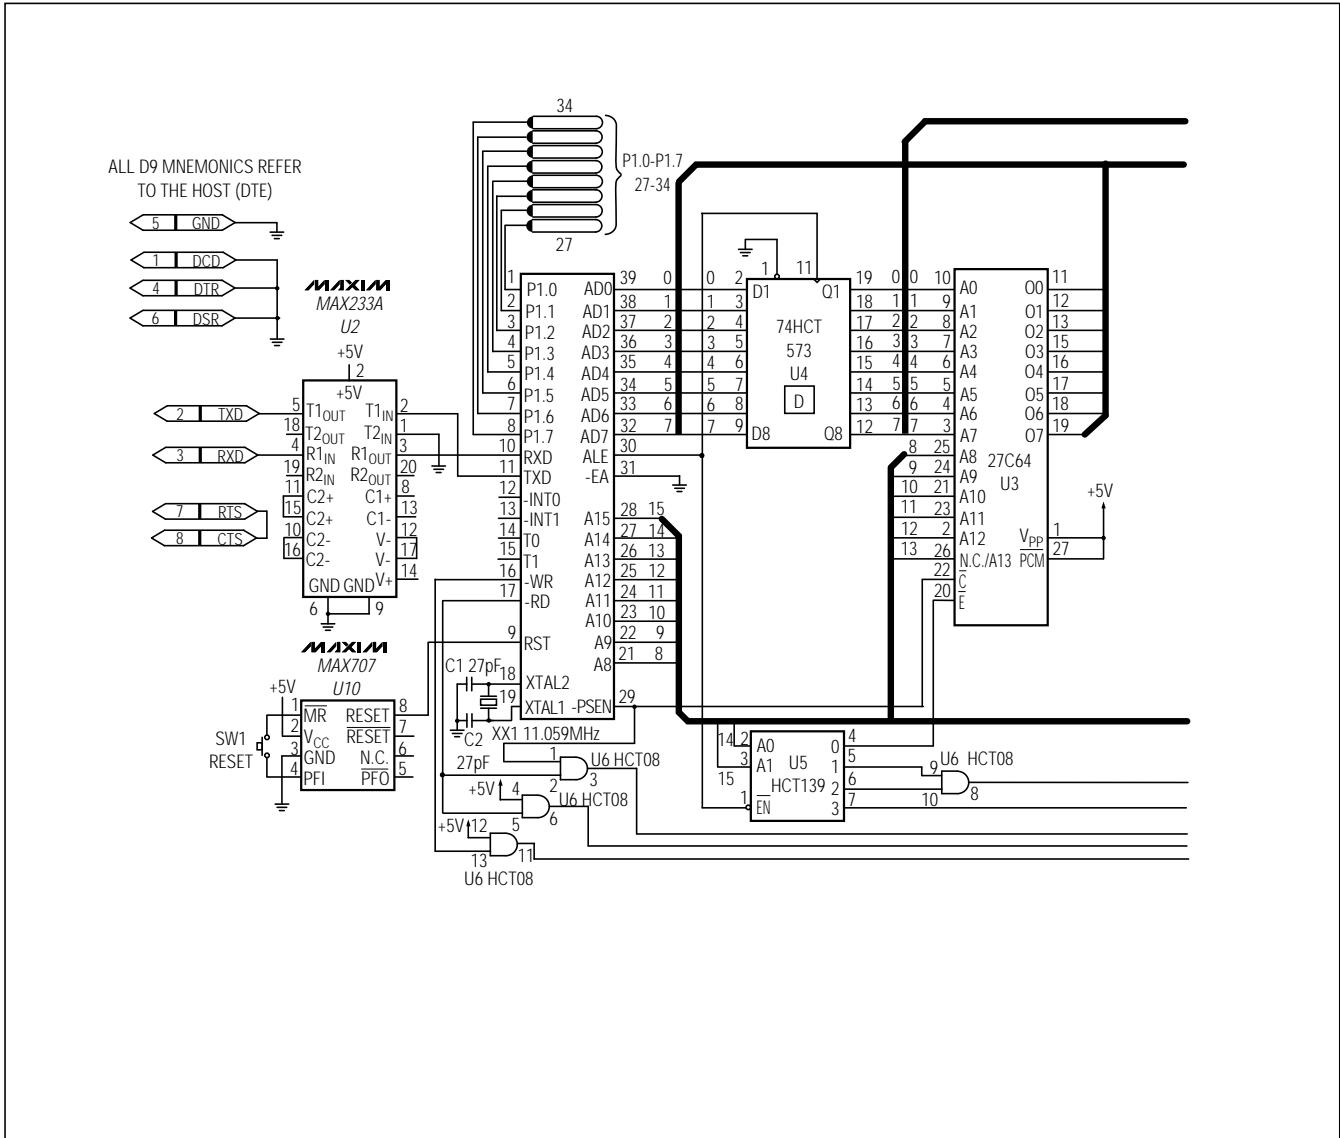 34
P1.0-P1.7
27-34
27
ALL D9 MNEMONICS REFER
TO THE HOST (DTE)
5 GND
1 DCD
4 DTR
6 DSR
2 TXD
3 RXD
7 RTS
8 CTS
MAXIM
MAX233A
U2
+5V
2
+5V
5 T1OUT T1IN 2
18 T2OUT T2IN 1
4 R1IN R1OUT 3
19 R2IN R2OUT 20
11 C2+ C1+ 8
15 C2+ C1- 13
10 C2- V- 12
16 C2- V- 17
V+ 14
GND GND
6 9
MAXIM
MAX707
U10
+5V
1 MR RESET 8
2 VCC RESET 7
3 GND N.C. 6
4 PFI PFO 5
SW1
RESET
1 P1.0 AD0 39 0
2 P1.1 AD1 38 1
3 P1.2 AD2 37 2
4 P1.3 AD3 36 3
5 P1.4 AD4 35 4
6 P1.5 AD5 34 5
7 P1.6 AD6 33 6
8 P1.7 AD7 32 7
10 RXD ALE 30
11 TXD -EA 31
12 -INT0
13 -INT1 A15 28 15
14 T0 A14 27 14
15 T1 A13 26 13
16 -WR A12 25 12
17 -RD A11 24 11
A10 23 10
9 RST A9 22 9
A8 21 8
18 XTAL2
19 XTAL1 -PSEN 29
C1 27pF
C2
27pF
XX1 11.059MHz
1 11
0 2 D1 Q1 19 0
1 3 18 1
2 4 17 2
3 5 16 3
4 6 15 4
5 7 14 5
6 8 13 6
7 9 D8 Q8 12 7
74HCT
573
U4
D
0 10 A0 O0 11
1 9 A1 O1 12
2 8 A2 O2 13
3 7 A3 O3 15
4 6 A4 O4 16
5 5 A5 O5 17
6 4 A6 O6 18
7 3 A7 O7 19
8 25 A8
9 24 A9
10 21 A10
11 23 A11
12 2 A12 VPP 1
13 26 N.C./A13 PCM 27
22 C
20 E
27C64
U3
+5V
14 2 A0 0 4
15 3 A1 1 5
2 6
1 EN 3 7
U5
HCT139
9
10
8
U6 HCT08
1
2
3
U6 HCT08
+5V
4
5
6
U6 HCT08
+5V
12
13
11
U6 HCT08